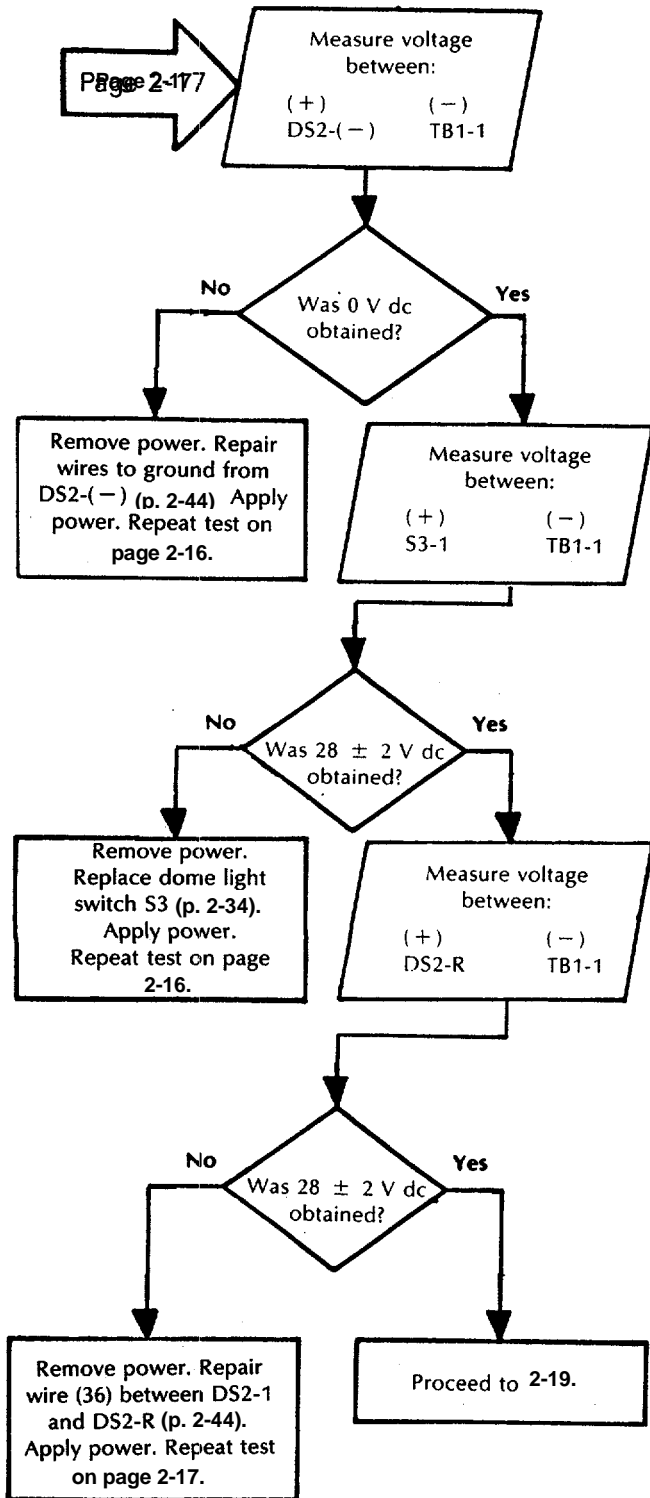 Page 2-17
Measure voltage
between:
(+) (−)
DS2-(−) TB1-1
Was 0 V dc
obtained?
No
Yes
Remove power. Repair
wires to ground from
DS2-(−) (p. 2-44) Apply
power. Repeat test on
page 2-16.
Measure voltage
between:
(+) (−)
S3-1 TB1-1
Was 28 ± 2 V dc
obtained?
No
Yes
Remove power.
Replace dome light
switch S3 (p. 2-34).
Apply power.
Repeat test on page
2-16.
Measure voltage
between:
(+) (−)
DS2-R TB1-1
Was 28 ± 2 V dc
obtained?
No
Yes
Remove power. Repair
wire (36) between DS2-1
and DS2-R (p. 2-44).
Apply power. Repeat test
on page 2-17.
Proceed to 2-19.